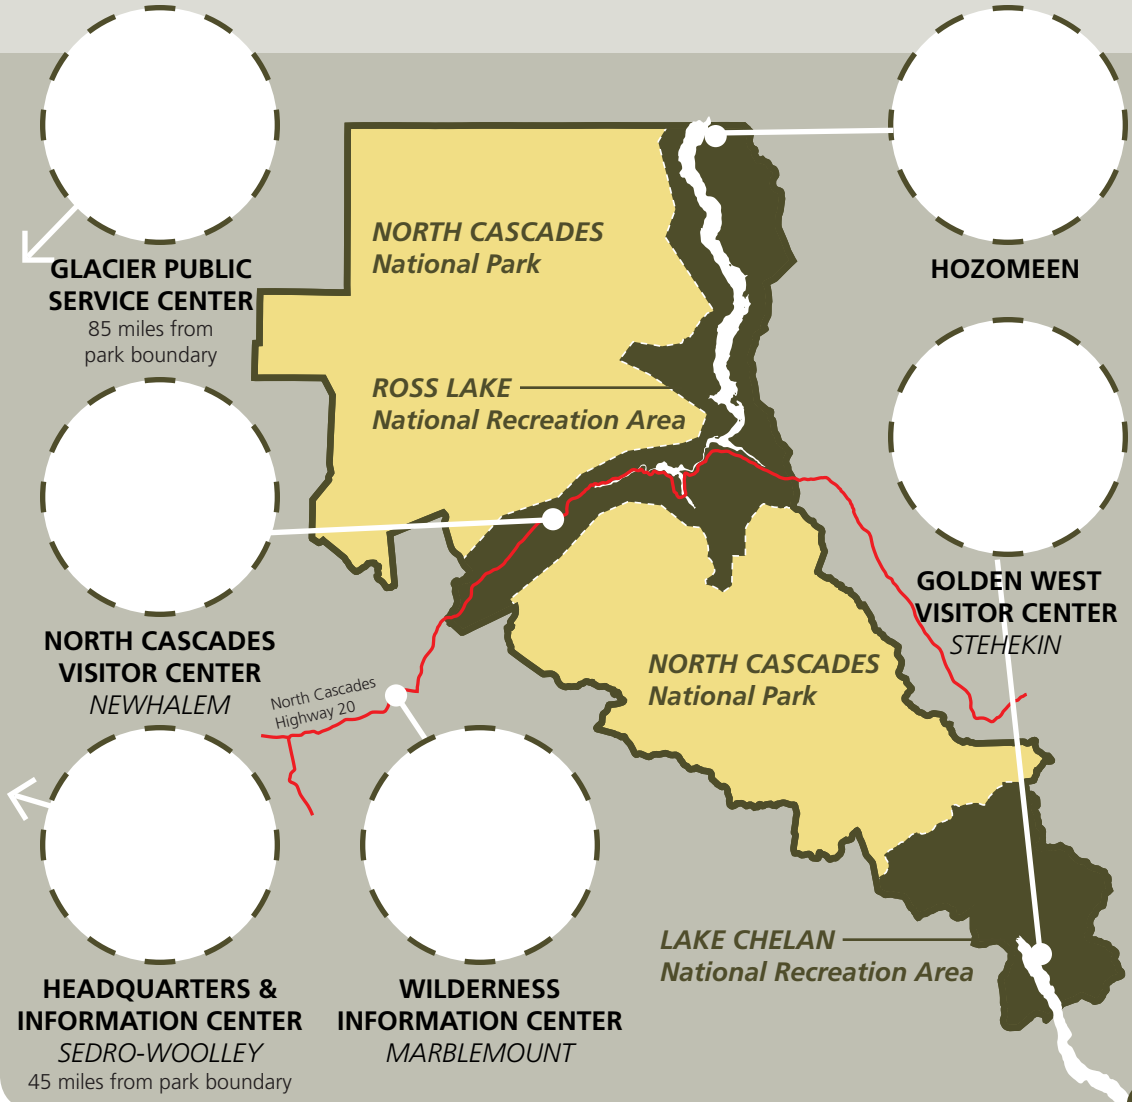 GLACIER PUBLIC
SERVICE CENTER
85 miles from
park boundary
HOZOMEEN
NORTH CASCADES
National Park
ROSS LAKE
National Recreation Area
GOLDEN WEST
VISITOR CENTER
STEHEKIN
NORTH CASCADES
VISITOR CENTER
NEWHALEM
NORTH CASCADES
National Park
North Cascades
Highway 20
LAKE CHELAN
National Recreation Area
HEADQUARTERS &
INFORMATION CENTER
SEDRO-WOOLLEY
45 miles from park boundary
WILDERNESS
INFORMATION CENTER
MARBLEMOUNT